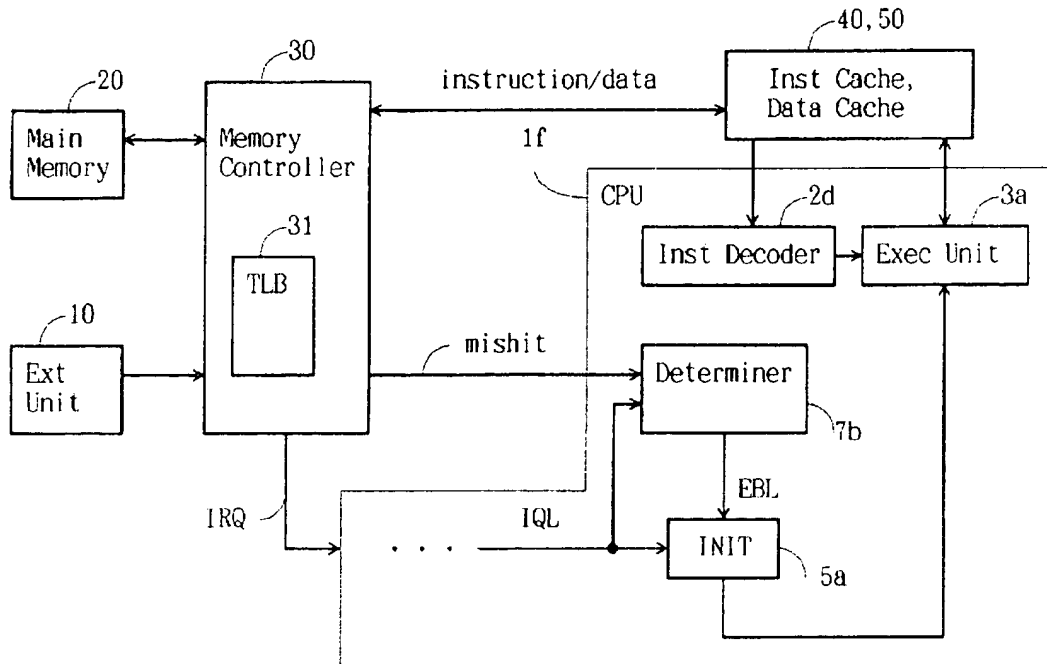 40,50
30
Inst Cache,
Data Cache
instruction/data
20
Main
Memory
Memory
Controller
1f
CPU
2d
3a
31
Inst Decoder
Exec Unit
TLB
10
mishit
Ext
Unit
Determiner
7b
EBL
IRQ
IQL
. . .
INIT
5a